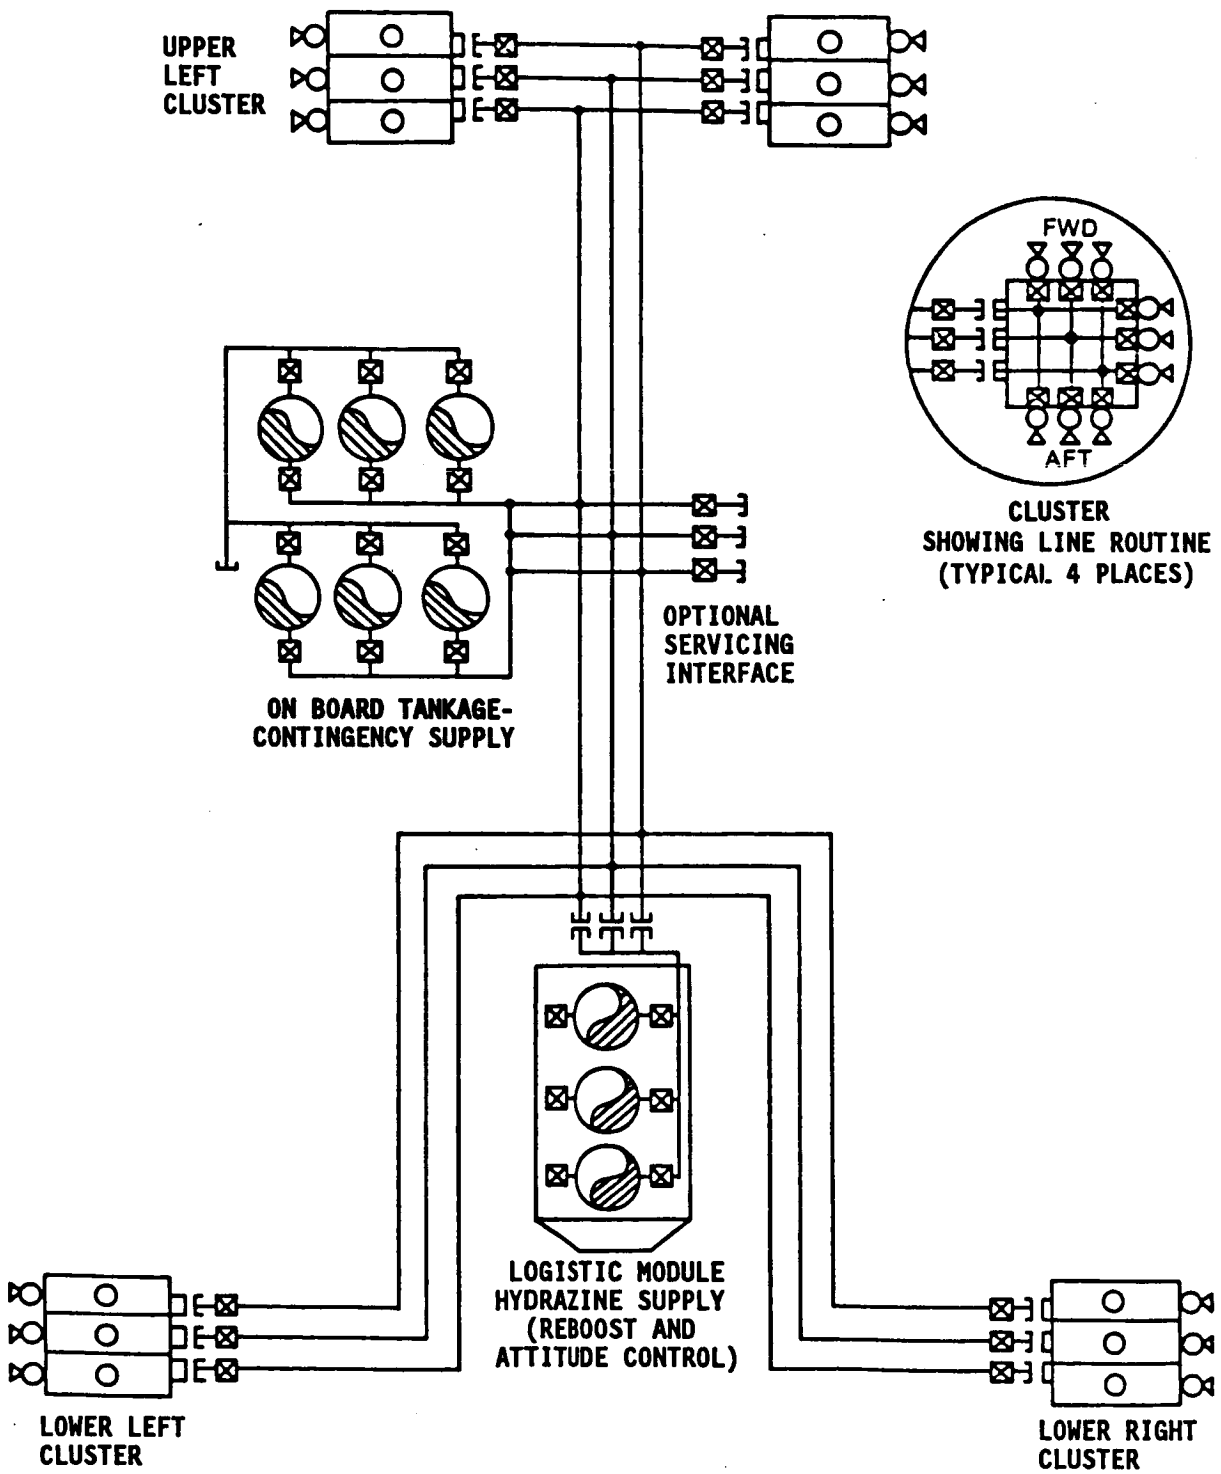 UPPER
LEFT
CLUSTER
FWD
AFT
CLUSTER
SHOWING LINE ROUTINE
(TYPICAL 4 PLACES)
OPTIONAL
SERVICING
INTERFACE
ON BOARD TANKAGE-
CONTINGENCY SUPPLY
LOGISTIC MODULE
HYDRAZINE SUPPLY
(REBOOST AND
ATTITUDE CONTROL)
LOWER LEFT
CLUSTER
LOWER RIGHT
CLUSTER